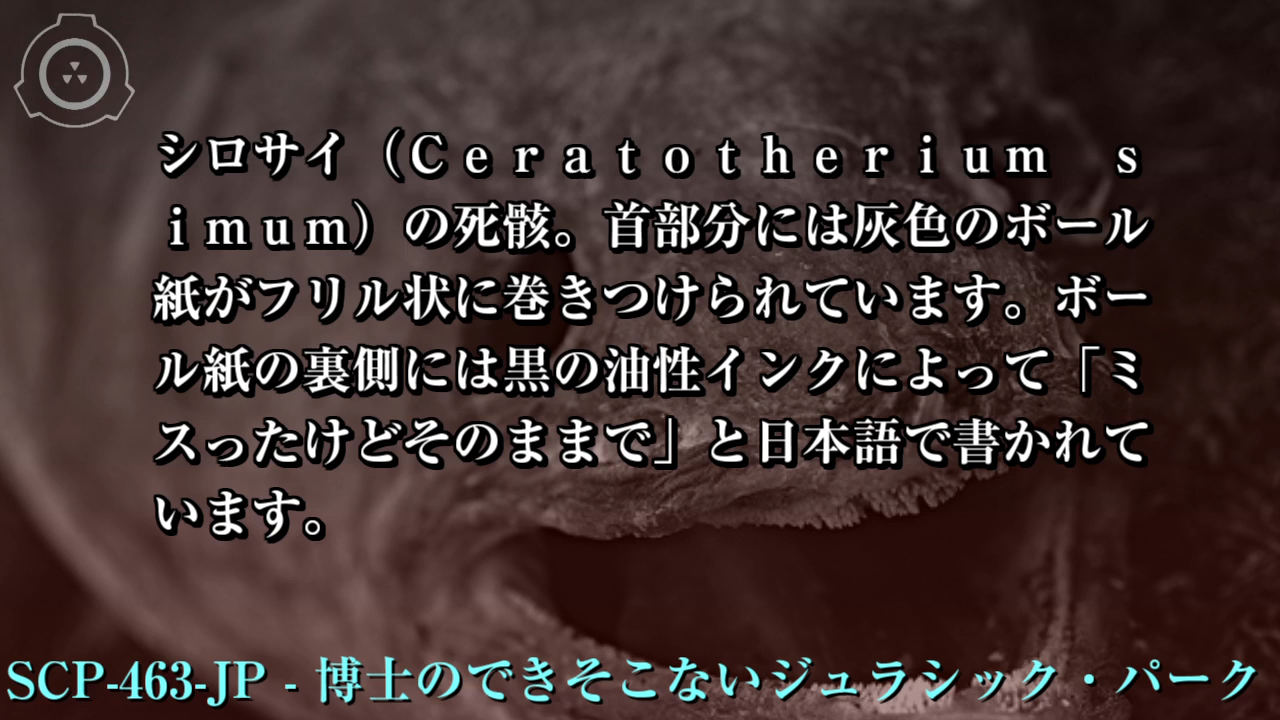 シロサイ（Ｃｅｒａｔｏｔｈｅｒｉｕｍ　ｓ
ｉｍｕｍ）の死骸。首部分には灰色のボール
紙がフリル状に巻きつけられています。ボー
ル紙の裏側には黒の油性インクによって「ミ
スったけどそのままで」と日本語で書かれて
います。
SCP-463-JP - 博士のできそこないジュラシック・パーク